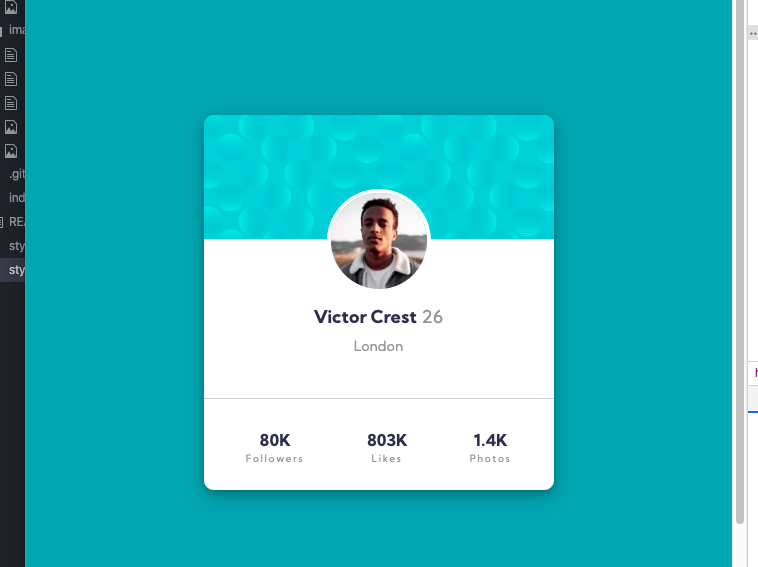 ima
.git
ind
REA
sty
sty
Victor Crest 26
London
80K
803K
1.4K
Followers
Likes
Photos